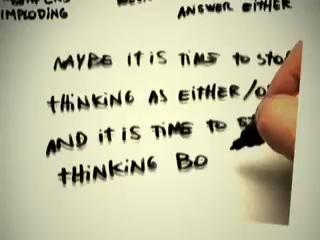 IMPLODING
ANSWER EITHER
MAYBE IT IS TIME TO STO
THINKING AS EITHER/O
AND IT IS TIME TO
THINKING BO